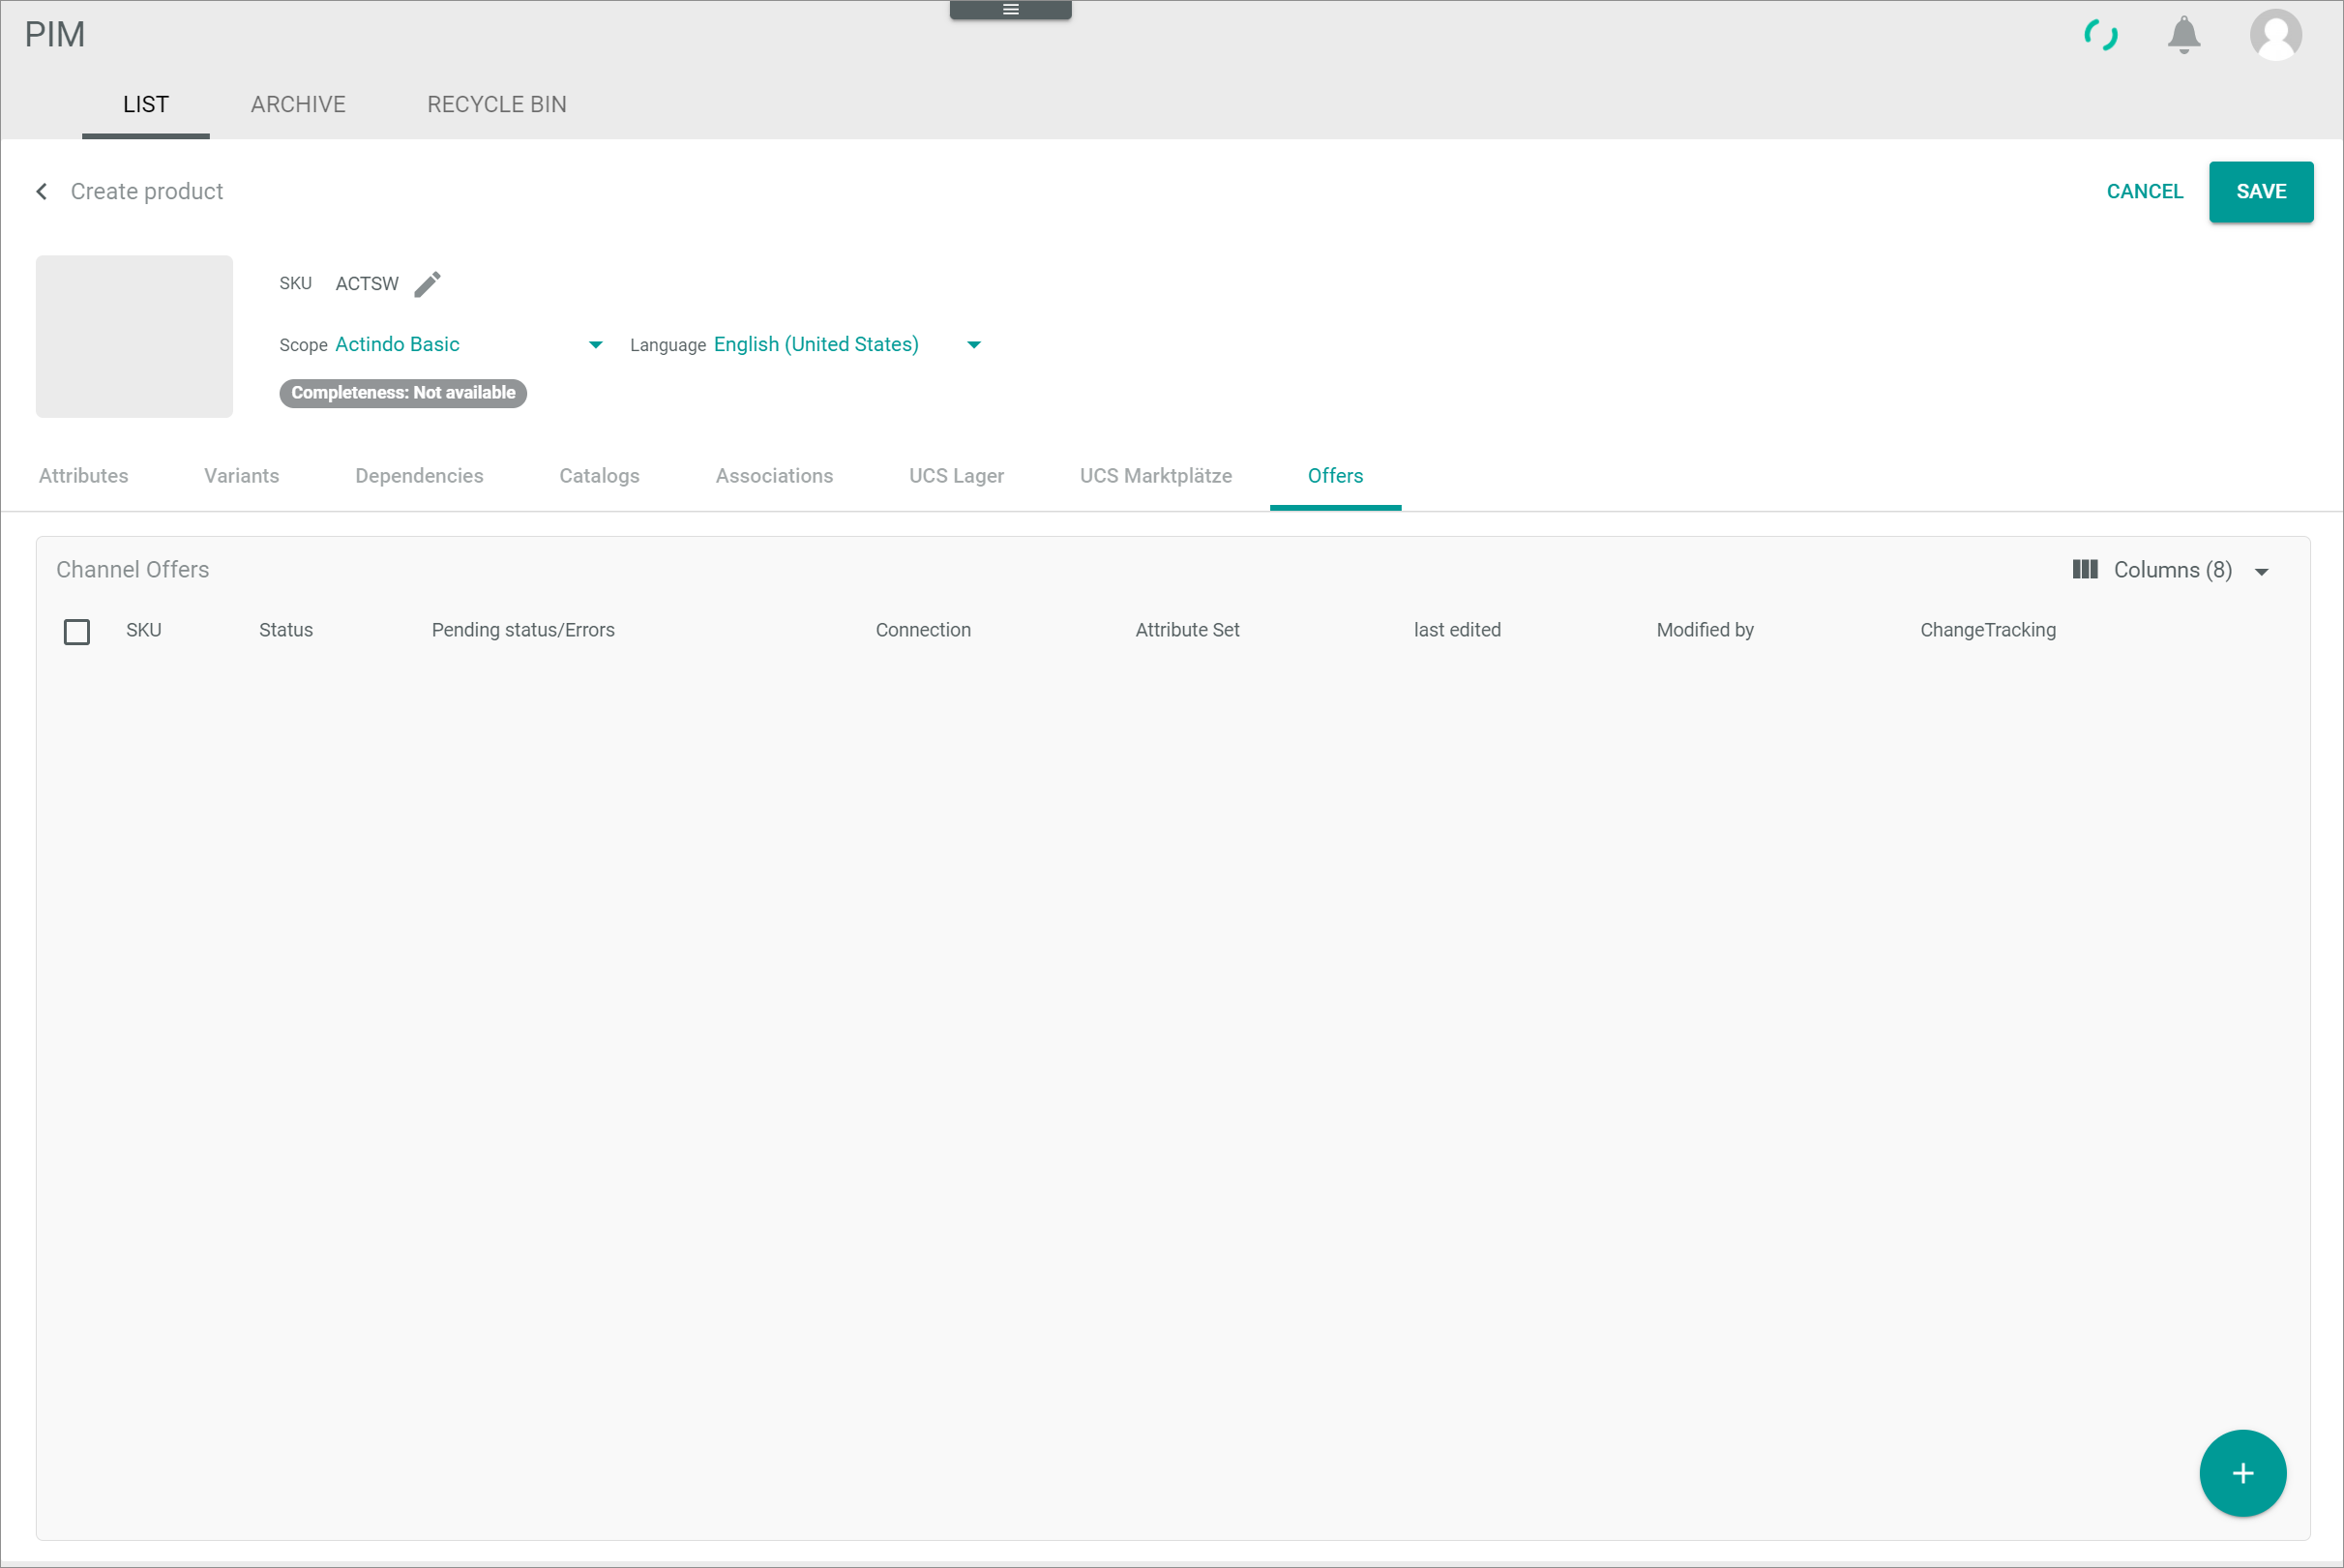 PIM
LIST ARCHIVE RECYCLE BIN
Create product CANCEL SAVE
SKU ACTSW
Scope Actindo Basic Language English (United States)
Completeness: Not available
Attributes Variants Dependencies Catalogs Associations UCS Lager UCS Marktplätze Offers
Channel Offers Columns (8)
SKU Status Pending status/Errors Connection Attribute Set last edited Modified by ChangeTracking